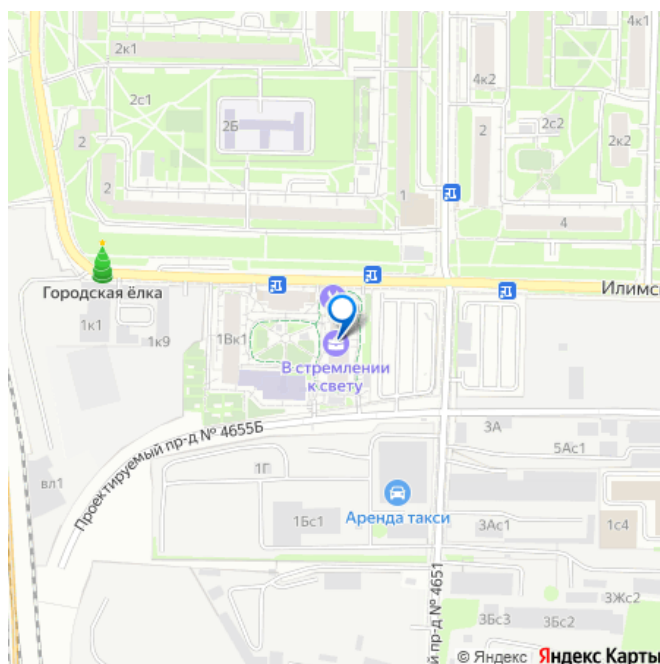 2к1
4к1
4к2
2с1
2Б
2
2
2с2
2
2к2
1
4
Илимс
Городская ёлка
1к1
1к9
1Вк1
В стремлении
к свету
3А
5Ас1
Проектируемый пр-д № 4655Б
1Г
вл1
Аренда такси
1Бс1
3Ас1
1с4
й пр-д № 4651
3Жс2
3Бс3
3Бс2
© Яндекс Яндекс Карты